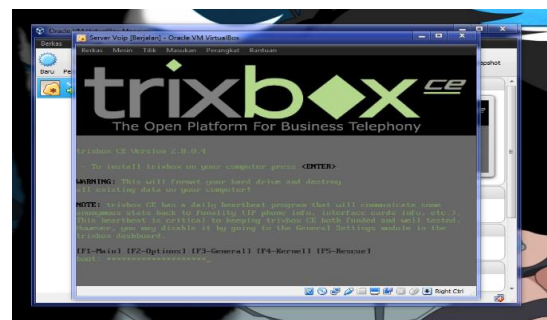 Oracle VM VirtualBox
Server Voip [Berjalan] - Oracle VM VirtualBox
Berkas
Berkas Mesin Tilik Masukan Perangkat Bantuan
Baru
trixbox CE
The Open Platform For Business Telephony
trixbox CE Version 2.8.0.4
- To install trixbox on your computer press <ENTER>
WARNING: This will format your hard drive and destroy
all existing data on your computer!
NOTE: trixbox CE has a daily heartbeat program that will communicate some
anonymous stats back to Fonality (IP phone info, interface cards info, etc.).
This heartbeat is critical to keeping trixbox CE both funded and well tested.
However, you may disable it by going to the General Settings module in the
trixbox dashboard.
[F1-Main] [F2-Options] [F3-General] [F4-Kernel] [F5-Rescue]
boot:
Right Ctrl